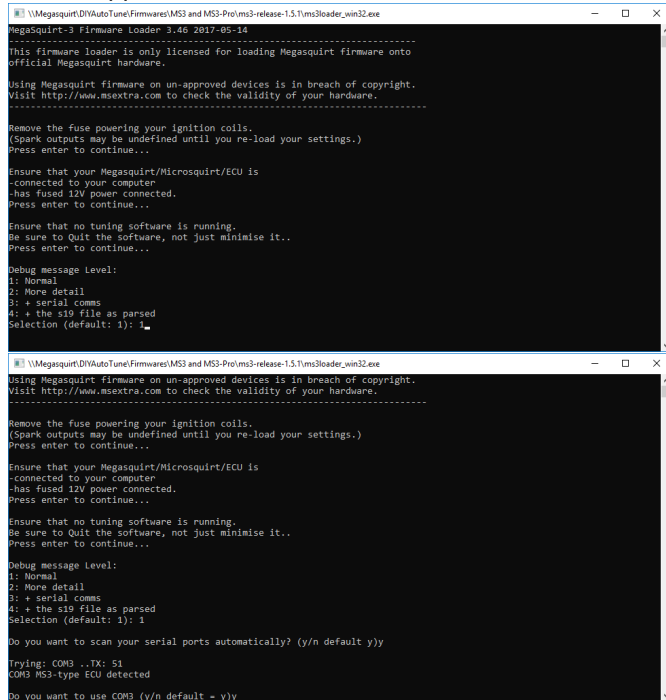 \\Megasquirt\DIYAutoTune\Firmwares\MS3 and MS3-Pro\ms3-release-1.5.1\ms3loader_win32.exe
MegaSquirt-3 Firmware Loader 3.46 2017-05-14
--------------------------------------------------------------------------
This firmware loader is only licensed for loading Megasquirt firmware onto
official Megasquirt hardware.
Using Megasquirt firmware on un-approved devices is in breach of copyright.
Visit http://www.msextra.com to check the validity of your hardware.
----------------------------------------------------------------------------
Remove the fuse powering your ignition coils.
(Spark outputs may be undefined until you re-load your settings.)
Press enter to continue...
Ensure that your Megasquirt/Microsquirt/ECU is
-connected to your computer
-has fused 12V power connected.
Press enter to continue...
Ensure that no tuning software is running.
Be sure to Quit the software, not just minimise it..
Press enter to continue...
Debug message Level:
1: Normal
2: More detail
3: + serial comms
4: + the s19 file as parsed
Selection (default: 1): 1_
\\Megasquirt\DIYAutoTune\Firmwares\MS3 and MS3-Pro\ms3-release-1.5.1\ms3loader_win32.exe
Using Megasquirt firmware on un-approved devices is in breach of copyright.
Visit http://www.msextra.com to check the validity of your hardware.
----------------------------------------------------------------------------
Remove the fuse powering your ignition coils.
(Spark outputs may be undefined until you re-load your settings.)
Press enter to continue...
Ensure that your Megasquirt/Microsquirt/ECU is
-connected to your computer
-has fused 12V power connected.
Press enter to continue...
Ensure that no tuning software is running.
Be sure to Quit the software, not just minimise it..
Press enter to continue...
Debug message Level:
1: Normal
2: More detail
3: + serial comms
4: + the s19 file as parsed
Selection (default: 1): 1
Do you want to scan your serial ports automatically? (y/n default y)y
Trying: COM3 ..TX: 51
COM3 MS3-type ECU detected
Do you want to use COM3 (y/n default = y)y